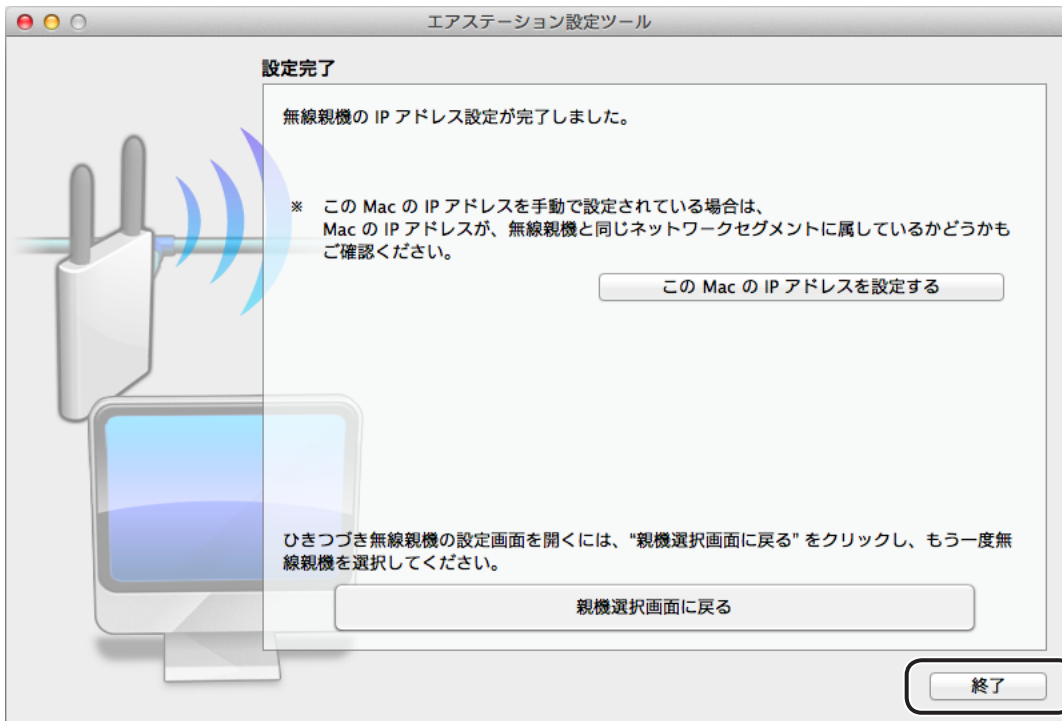 エアステーション設定ツール
設定完了
無線親機の IP アドレス設定が完了しました。
※ この Mac の IP アドレスを手動で設定されている場合は、
Mac の IP アドレスが、無線親機と同じネットワークセグメントに属しているかどうかも
ご確認ください。
この Mac の IP アドレスを設定する
ひきつづき無線親機の設定画面を開くには、"親機選択画面に戻る" をクリックし、もう一度無
線親機を選択してください。
親機選択画面に戻る
終了